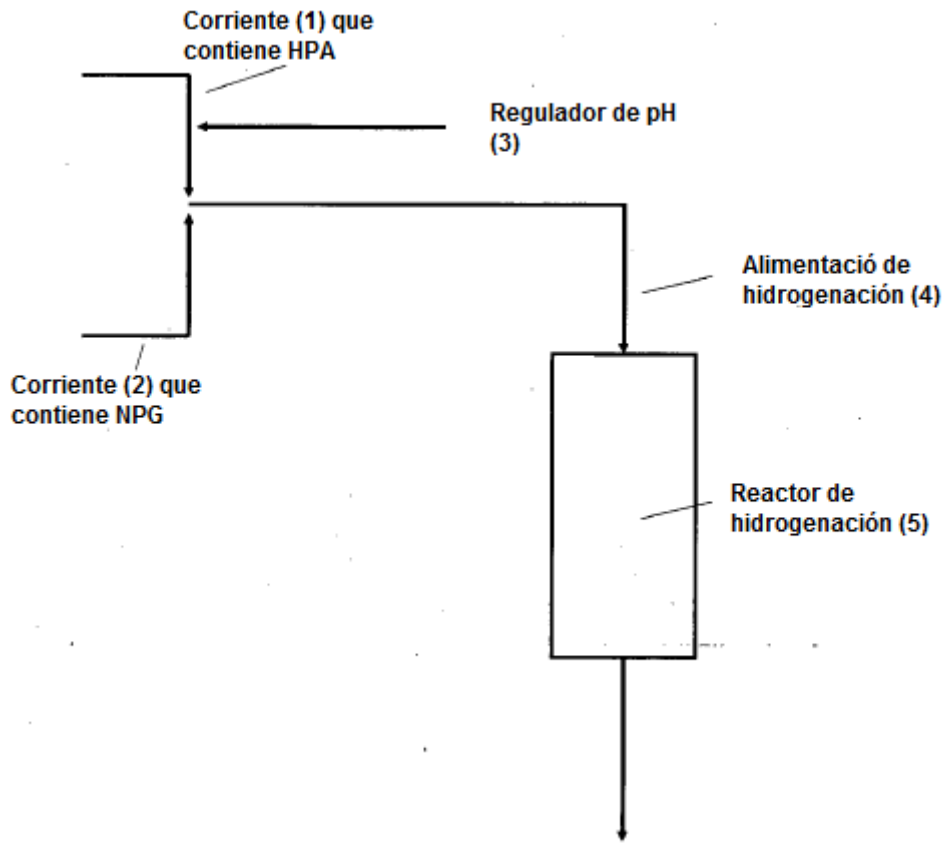 Corriente (1) que
contiene HPA
Regulador de pH
(3)
Alimentació de
hidrogenación (4)
Corriente (2) que
contiene NPG
Reactor de
hidrogenación (5)